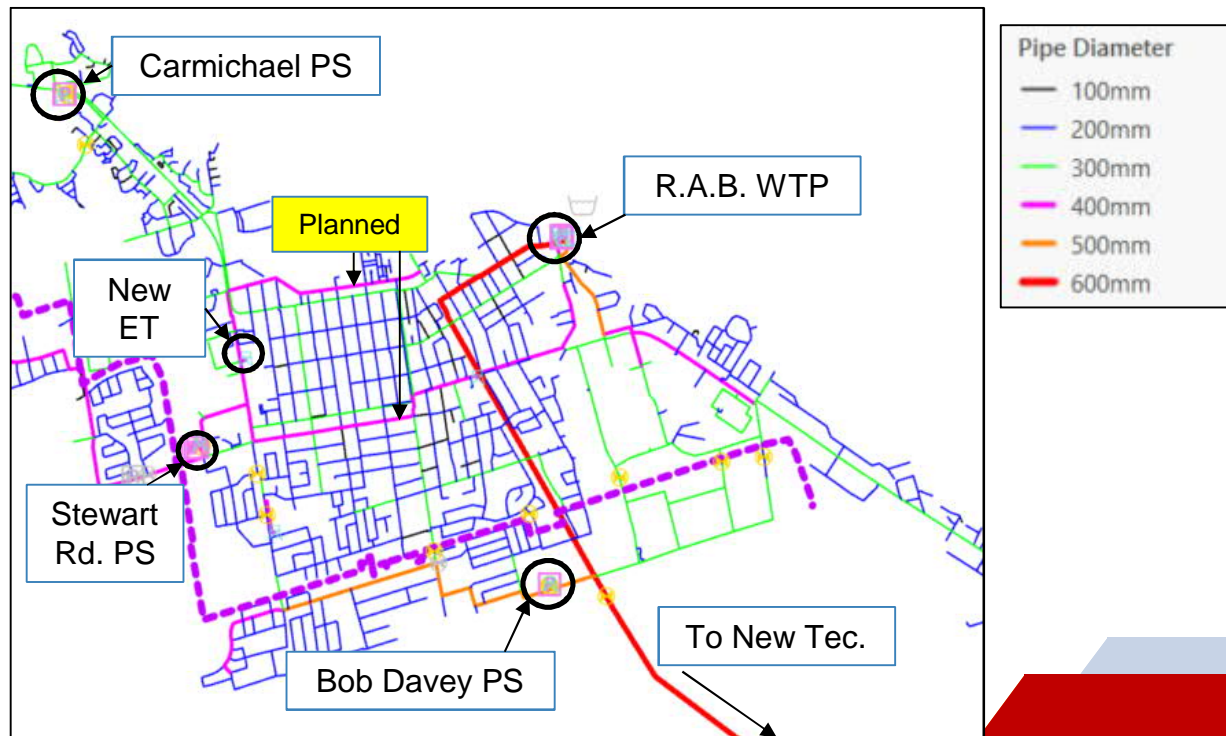 Carmichael PS
R.A.B. WTP
Planned
New
ET
Stewart
Rd. PS
Bob Davey PS
To New Tec.
Pipe Diameter
100mm
200mm
300mm
400mm
500mm
600mm